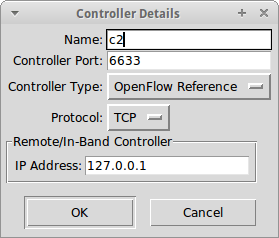 Controller Details
Name: c2
Controller Port: 6633
Controller Type: OpenFlow Reference
Protocol: TCP
Remote/In-Band Controller
IP Address: 127.0.0.1
OK Cancel